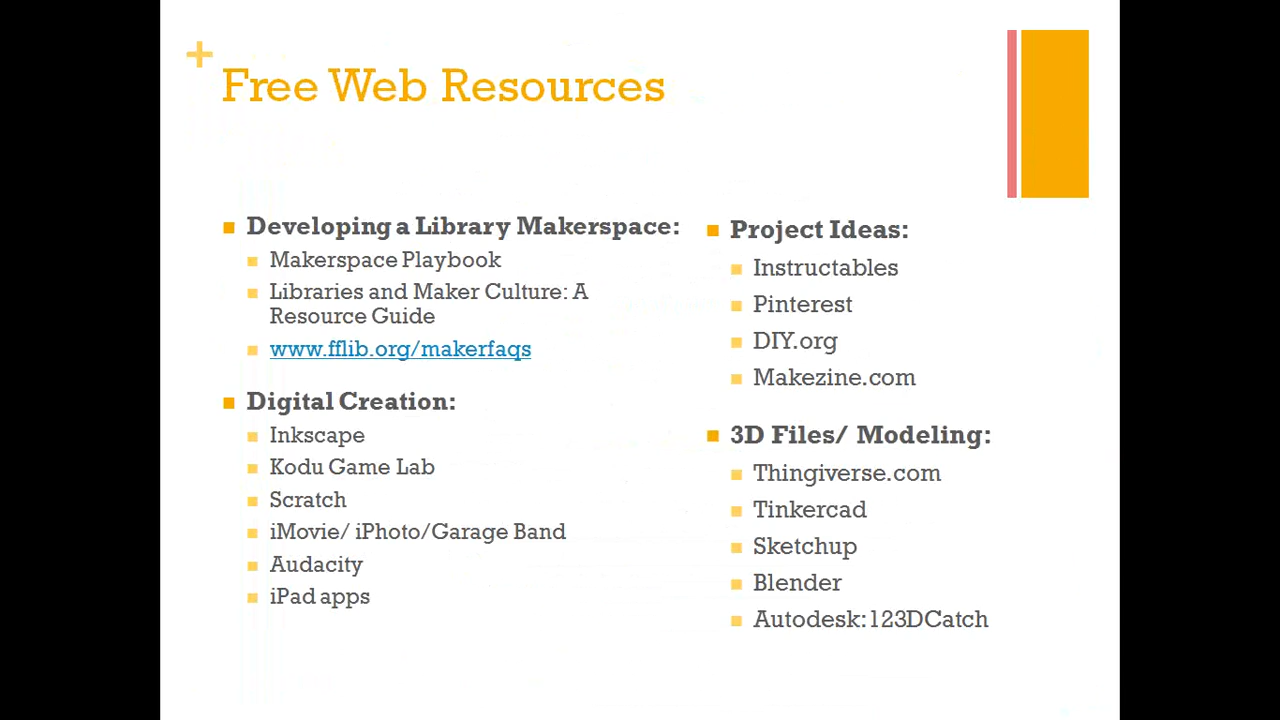 +
Free Web Resources
Developing a Library Makerspace:
Makerspace Playbook
Libraries and Maker Culture: A
Resource Guide
www.fflib.org/makerfaqs
Digital Creation:
Inkscape
Kodu Game Lab
Scratch
iMovie/ iPhoto/Garage Band
Audacity
iPad apps
Project Ideas:
Instructables
Pinterest
DIY.org
Makezine.com
3D Files/ Modeling:
Thingiverse.com
Tinkercad
Sketchup
Blender
Autodesk:123DCatch